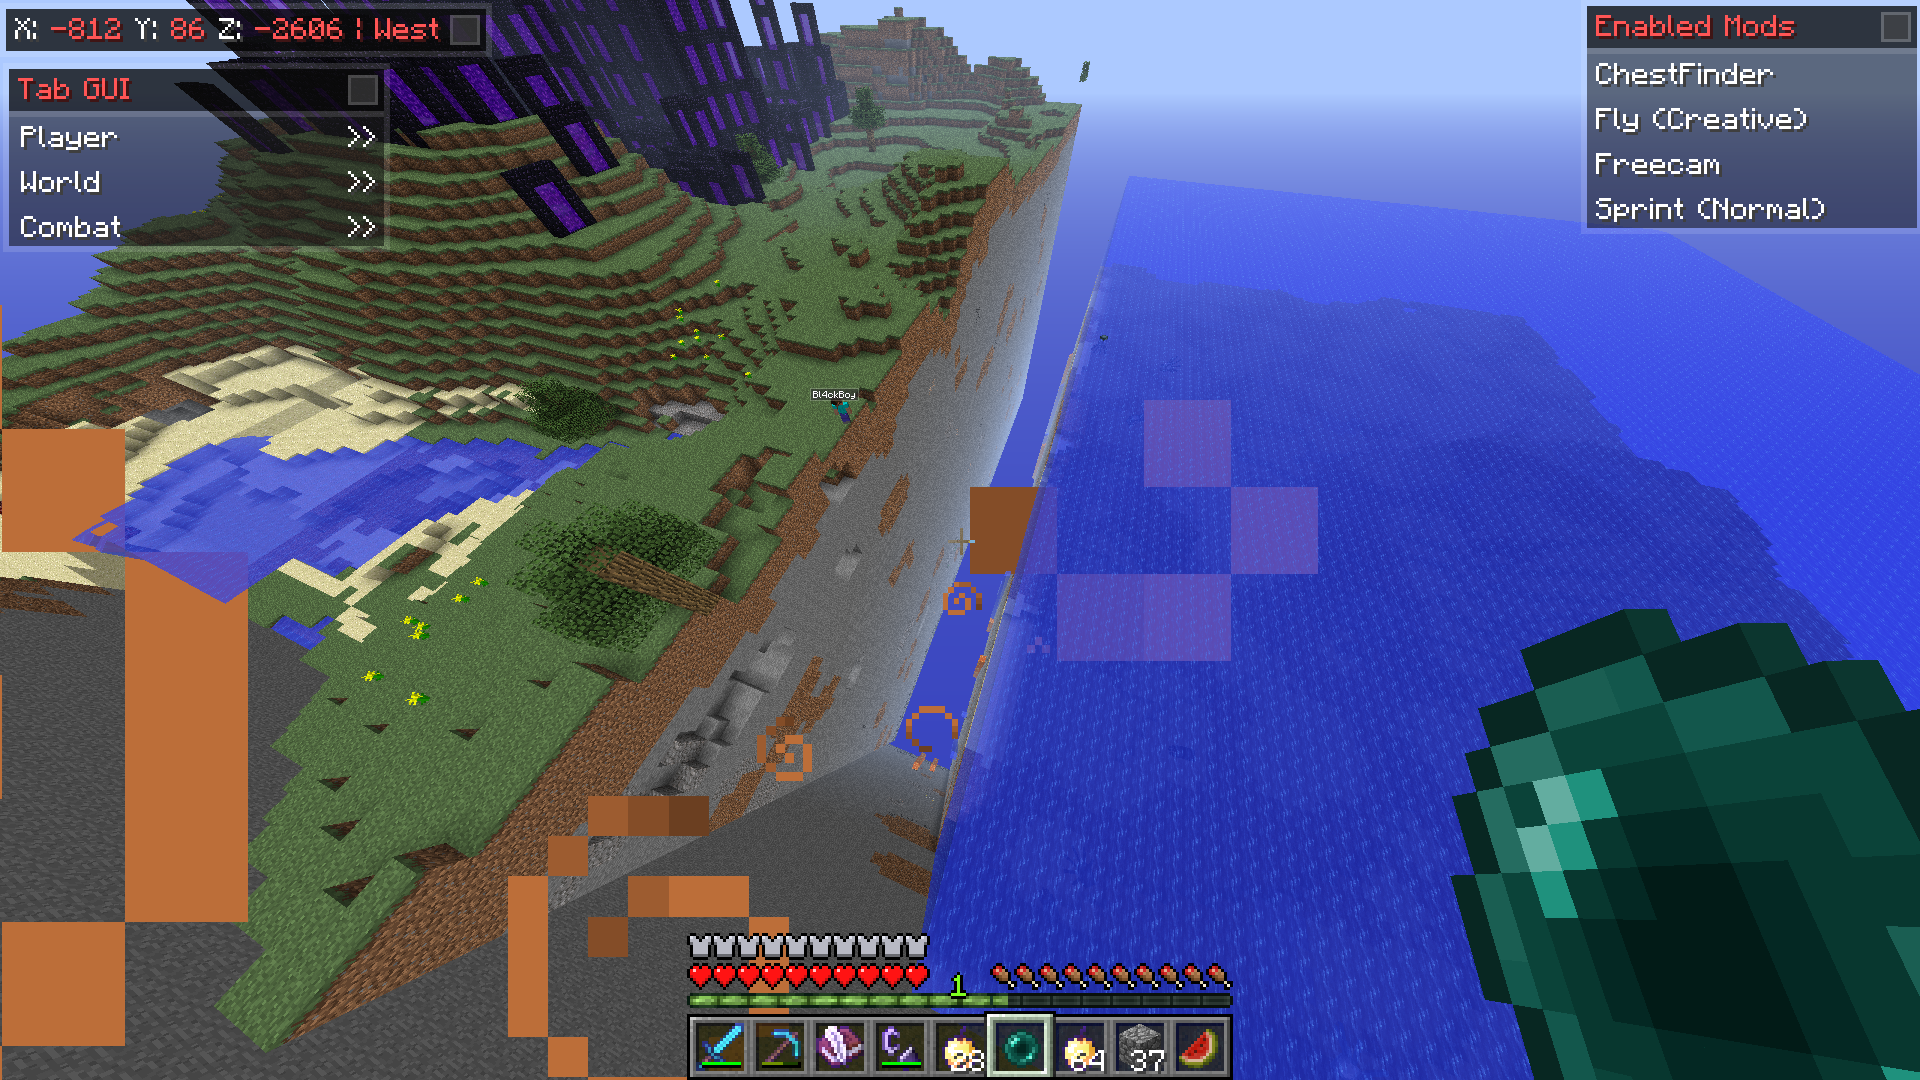 X: -812 Y: 86 Z: -2606 | West
Tab GUI
Player >>
World >>
Combat >>
Enabled Mods
ChestFinder
Fly (Creative)
Freecam
Sprint (Normal)
Bl4ckBoy
1
28 64 37